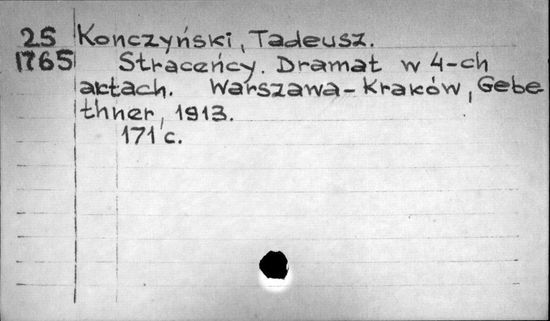 25 Konczyński, Tadeusz.
1765 Straceńcy. Dramat w 4-ch
aktach. Warszawa-Kraków, Gebe-
thner, 1913.
171 c.